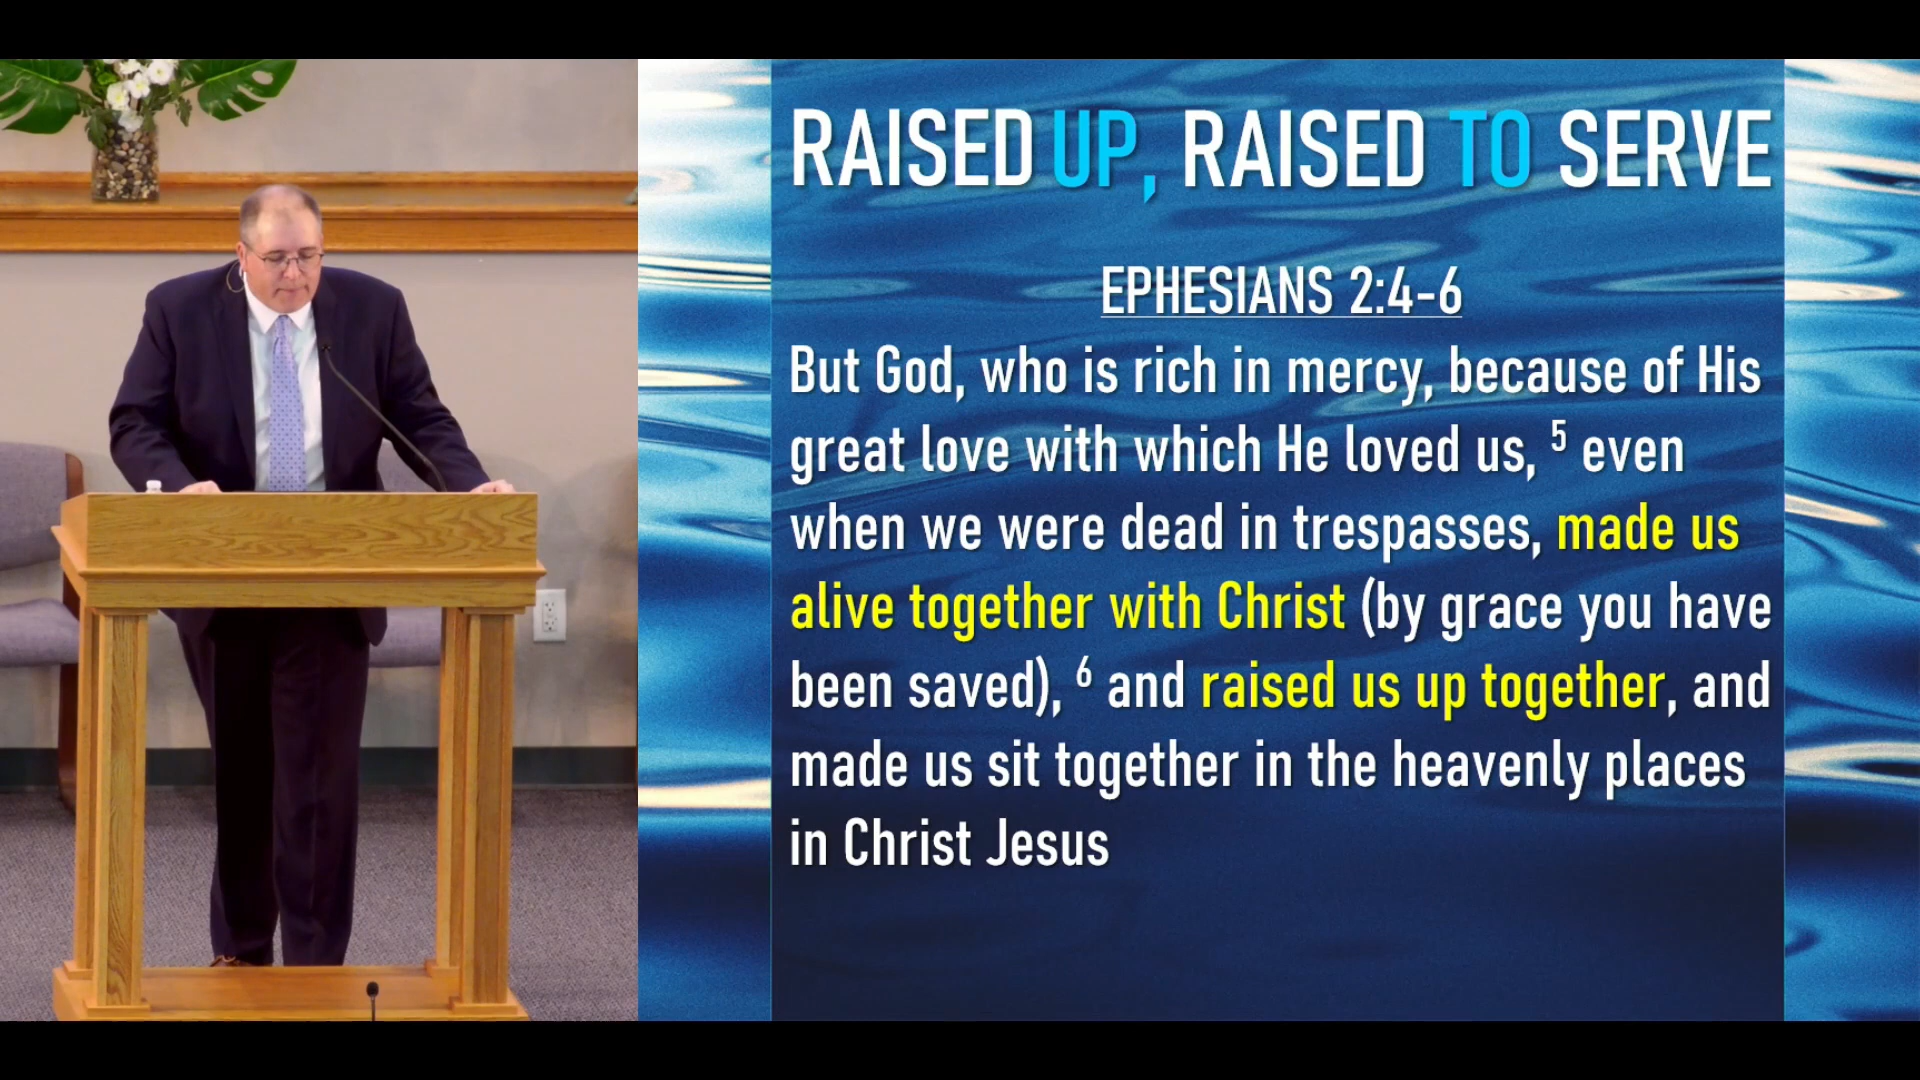 RAISED UP, RAISED TO SERVE
EPHESIANS 2:4-6
But God, who is rich in mercy, because of His
great love with which He loved us, ⁵ even
when we were dead in trespasses, made us
alive together with Christ (by grace you have
been saved), ⁶ and raised us up together, and
made us sit together in the heavenly places
in Christ Jesus